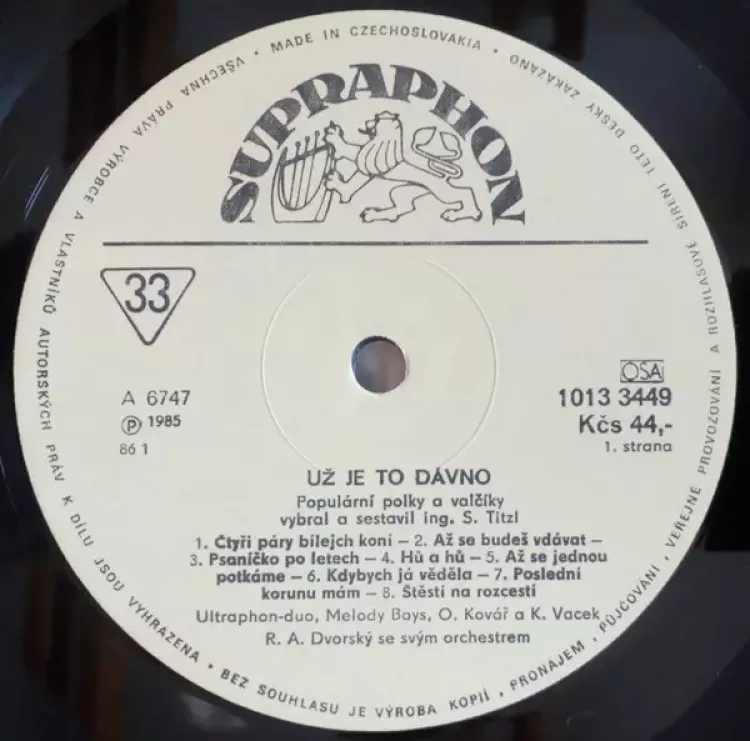 • VŠECHNA PRÁVA VÝROBCE A VLASTNÍKŮ AUTORSKÝCH PRÁV K DÍLU JSOU VYHRAZENA • BEZ SOUHLASU JE VÝROBA KOPIÍ, PRONÁJEM, PŮJČOVÁNÍ, VEŘEJNÉ PROVOZOVÁNÍ A ROZHLASOVÉ ŠÍŘENÍ TÉTO DESKY ZAKÁZÁNO • MADE IN CZECHOSLOVAKIA
SUPRAPHON
33
A 6747
℗ 1985
86 1
OSA
1013 3449
Kčs 44,-
1. strana
UŽ JE TO DÁVNO
Populární polky a valčíky
vybral a sestavil ing. S. Titzl
1. Čtyři páry bílejch koní – 2. Až se budeš vdávat –
3. Psaníčko po letech – 4. Hů a hů – 5. Až se jednou
potkáme – 6. Kdybych já věděla – 7. Poslední
korunu mám – 8. Štěstí na rozcestí
Ultraphon-duo, Melody Boys, O. Kovář a K. Vacek
R. A. Dvorský se svým orchestrem